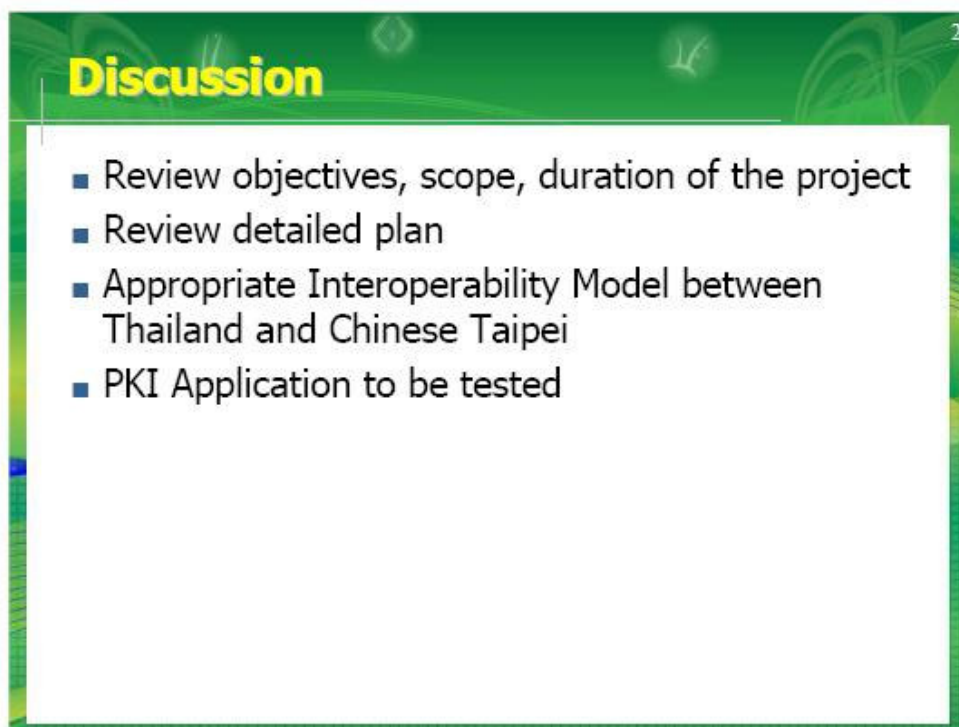 2
Discussion
■ Review objectives, scope, duration of the project
■ Review detailed plan
■ Appropriate Interoperability Model between
Thailand and Chinese Taipei
■ PKI Application to be tested